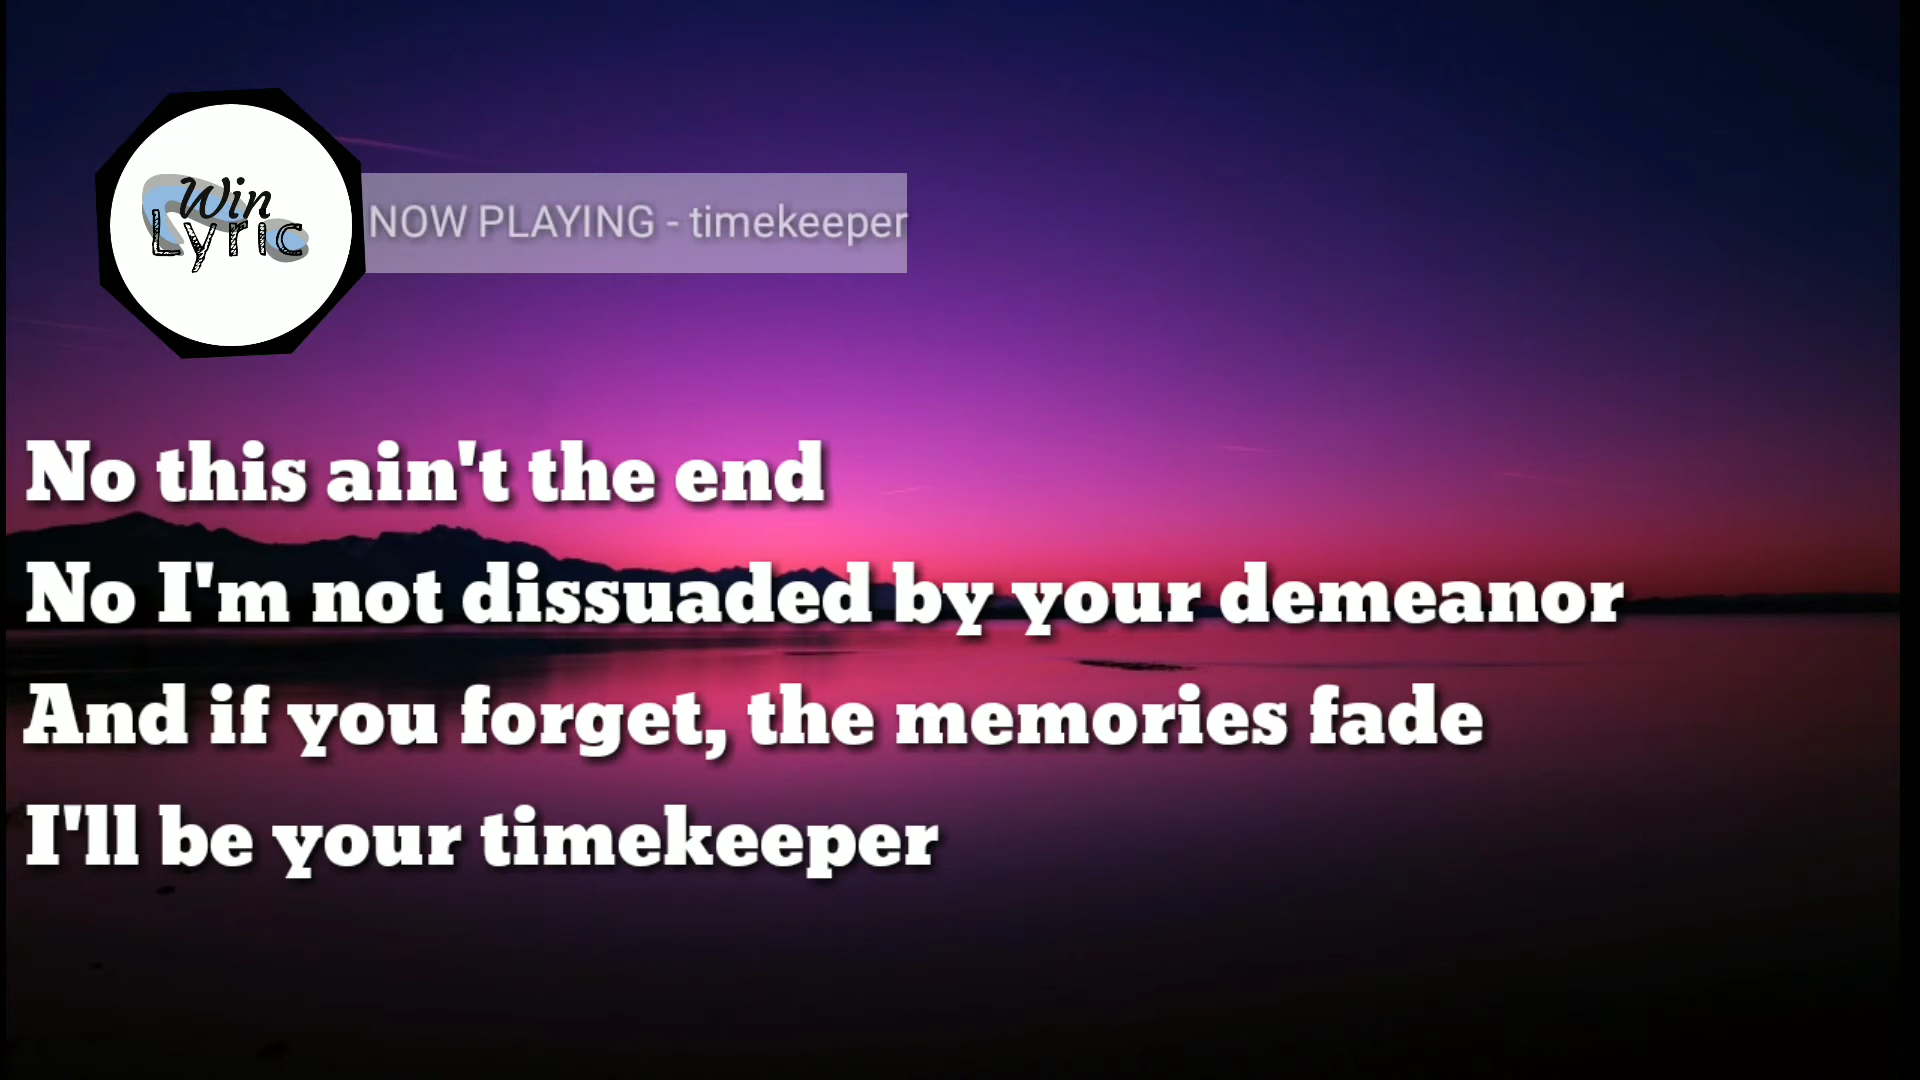 Win
Lyric
NOW PLAYING - timekeeper
No this ain't the end
No I'm not dissuaded by your demeanor
And if you forget, the memories fade
I'll be your timekeeper